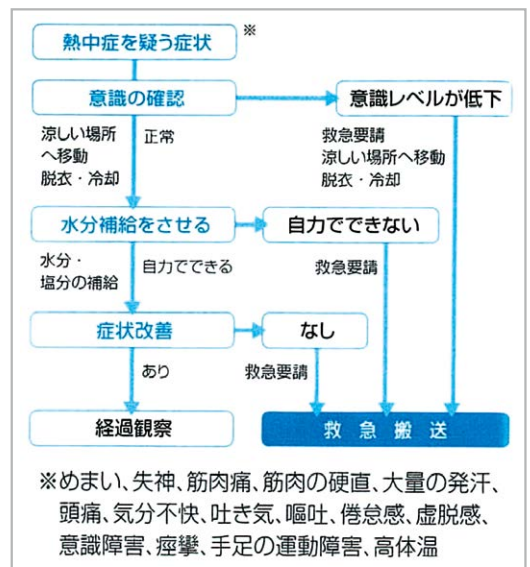 熱中症を疑う症状 ※
意識の確認
意識レベルが低下
涼しい場所
へ移動
脱衣・冷却
正常
救急要請
涼しい場所へ移動
脱衣・冷却
水分補給をさせる
自力でできない
水分・
塩分の補給
自力でできる
救急要請
症状改善
なし
あり
救急要請
経過観察
救急搬送
※めまい、失神、筋肉痛、筋肉の硬直、大量の発汗、
頭痛、気分不快、吐き気、嘔吐、倦怠感、虚脱感、
意識障害、痙攣、手足の運動障害、高体温